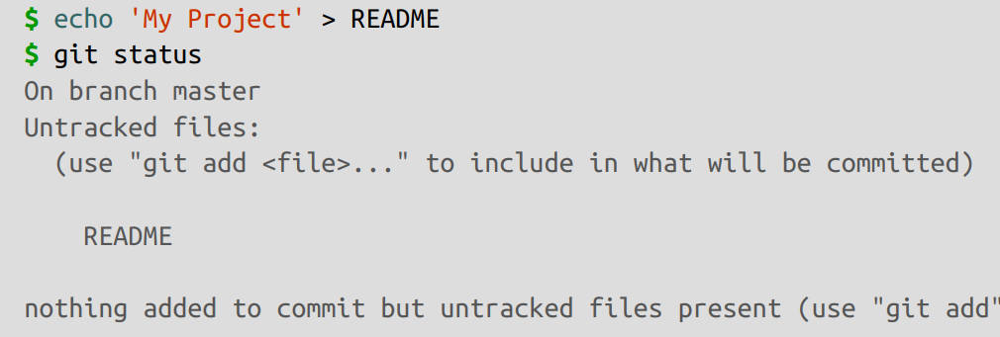 $ echo 'My Project' > README
$ git status
On branch master
Untracked files:
  (use "git add <file>..." to include in what will be committed)

    README

nothing added to commit but untracked files present (use "git add"